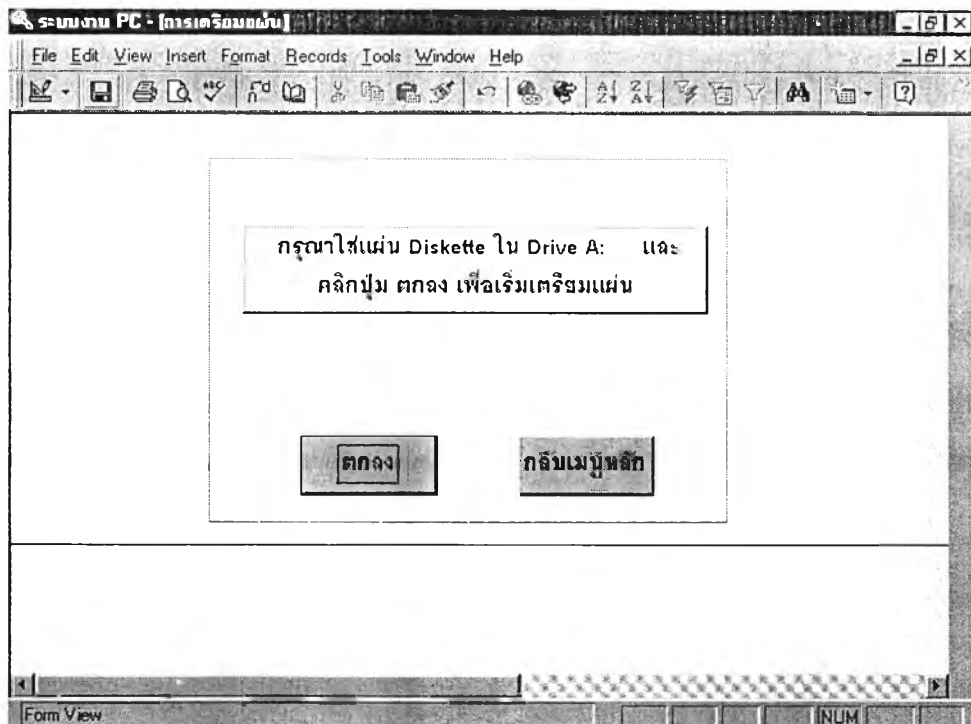 ระบบงาน PC - [การเตรียมแผ่น]
File Edit View Insert Format Records Tools Window Help
กรุณาใส่แผ่น Diskette ใน Drive A: และ
คลิกปุ่ม ตกลง เพื่อเริ่มเตรียมแผ่น
ตกลง
กลับเมนูหลัก
Form View
NUM